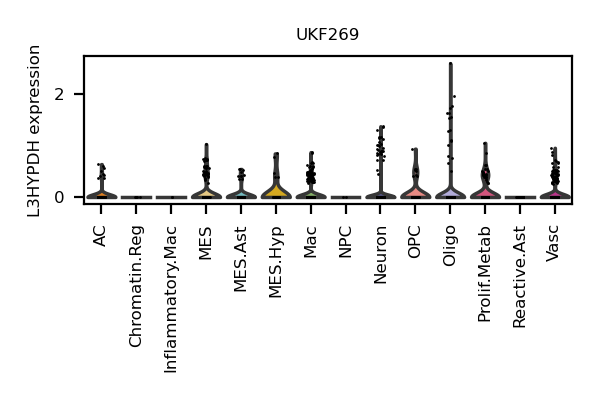 UKF269
L3HYPDH expression
2
0
AC
Chromatin.Reg
Inflammatory.Mac
MES
MES.Ast
MES.Hyp
Mac
NPC
Neuron
OPC
Oligo
Prolif.Metab
Reactive.Ast
Vasc